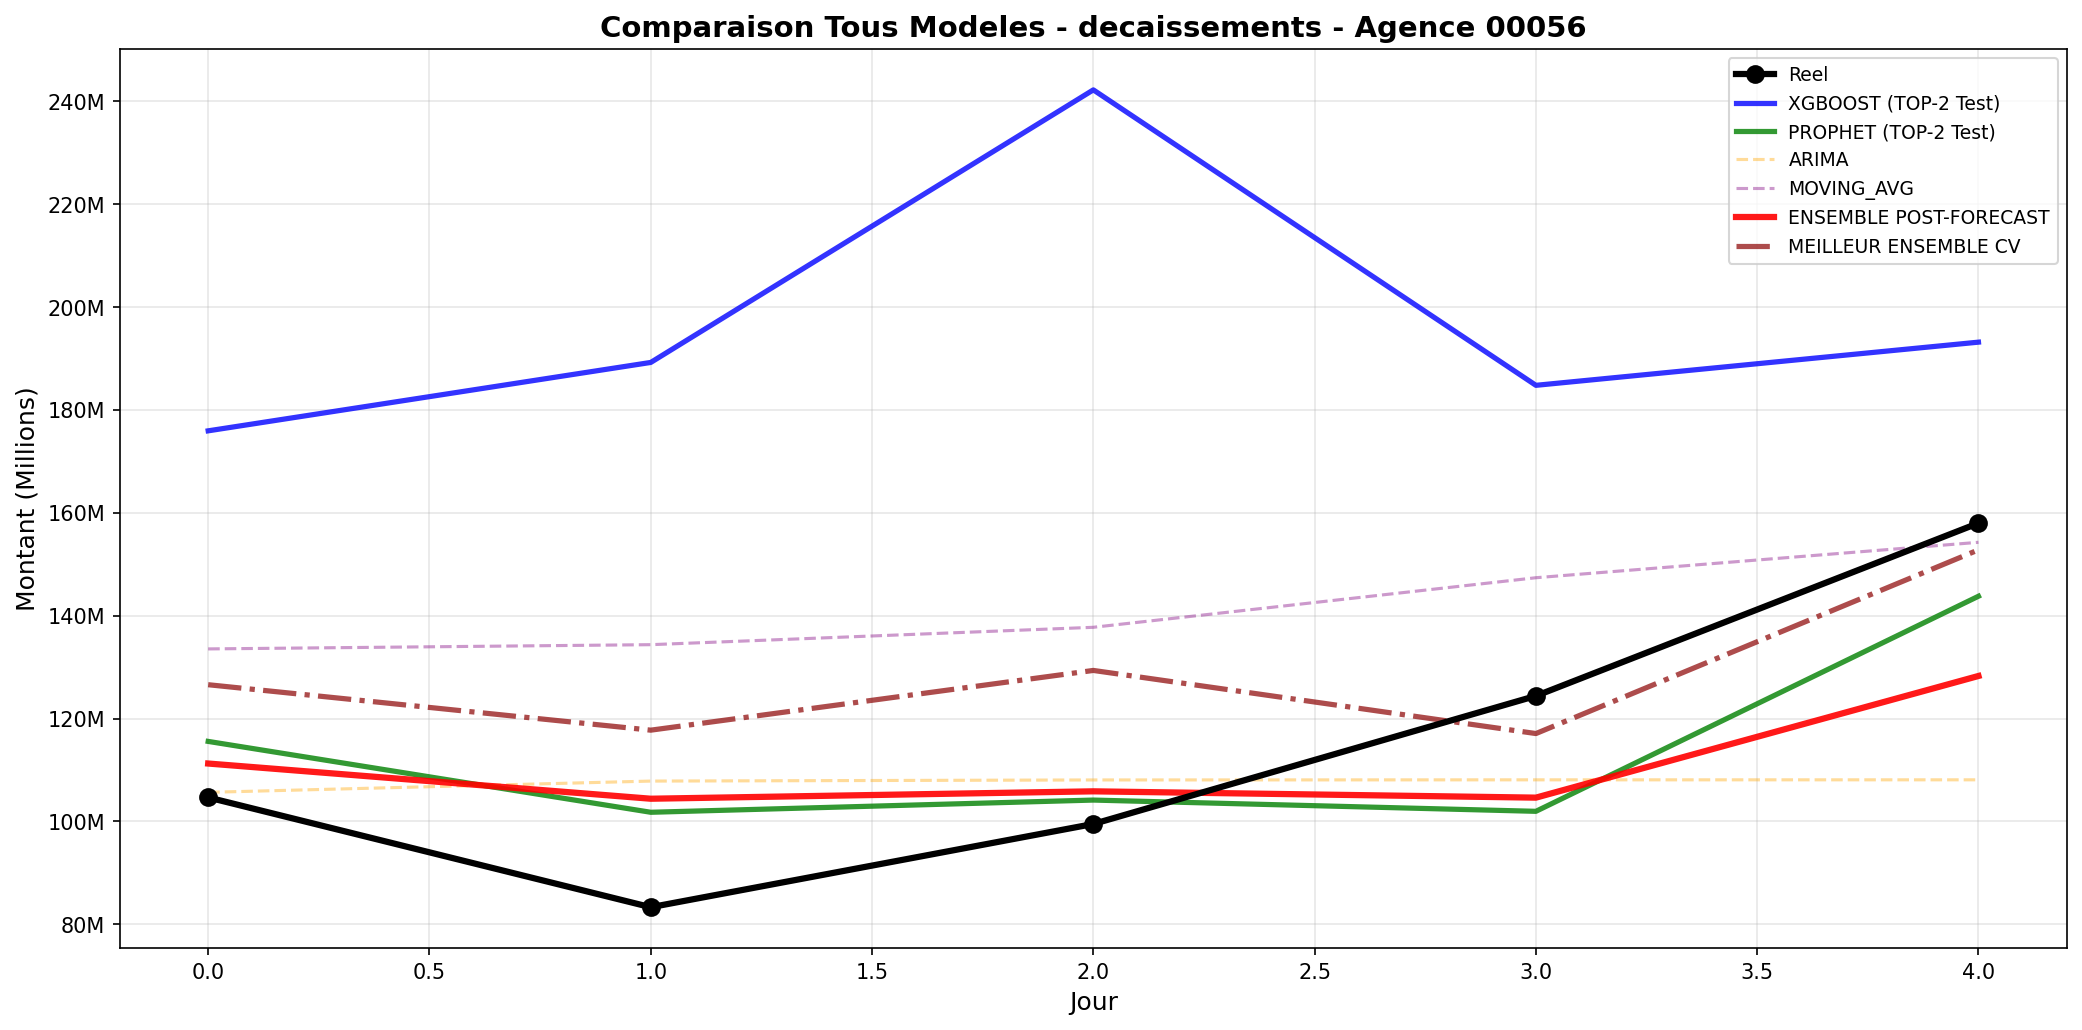 Comparaison Tous Modeles - decaissements - Agence 00056
Montant (Millions)
240M
220M
200M
180M
160M
140M
120M
100M
80M
Reel
XGBOOST (TOP-2 Test)
PROPHET (TOP-2 Test)
ARIMA
MOVING_AVG
ENSEMBLE POST-FORECAST
MEILLEUR ENSEMBLE CV
0.0 0.5 1.0 1.5 2.0 2.5 3.0 3.5 4.0
Jour